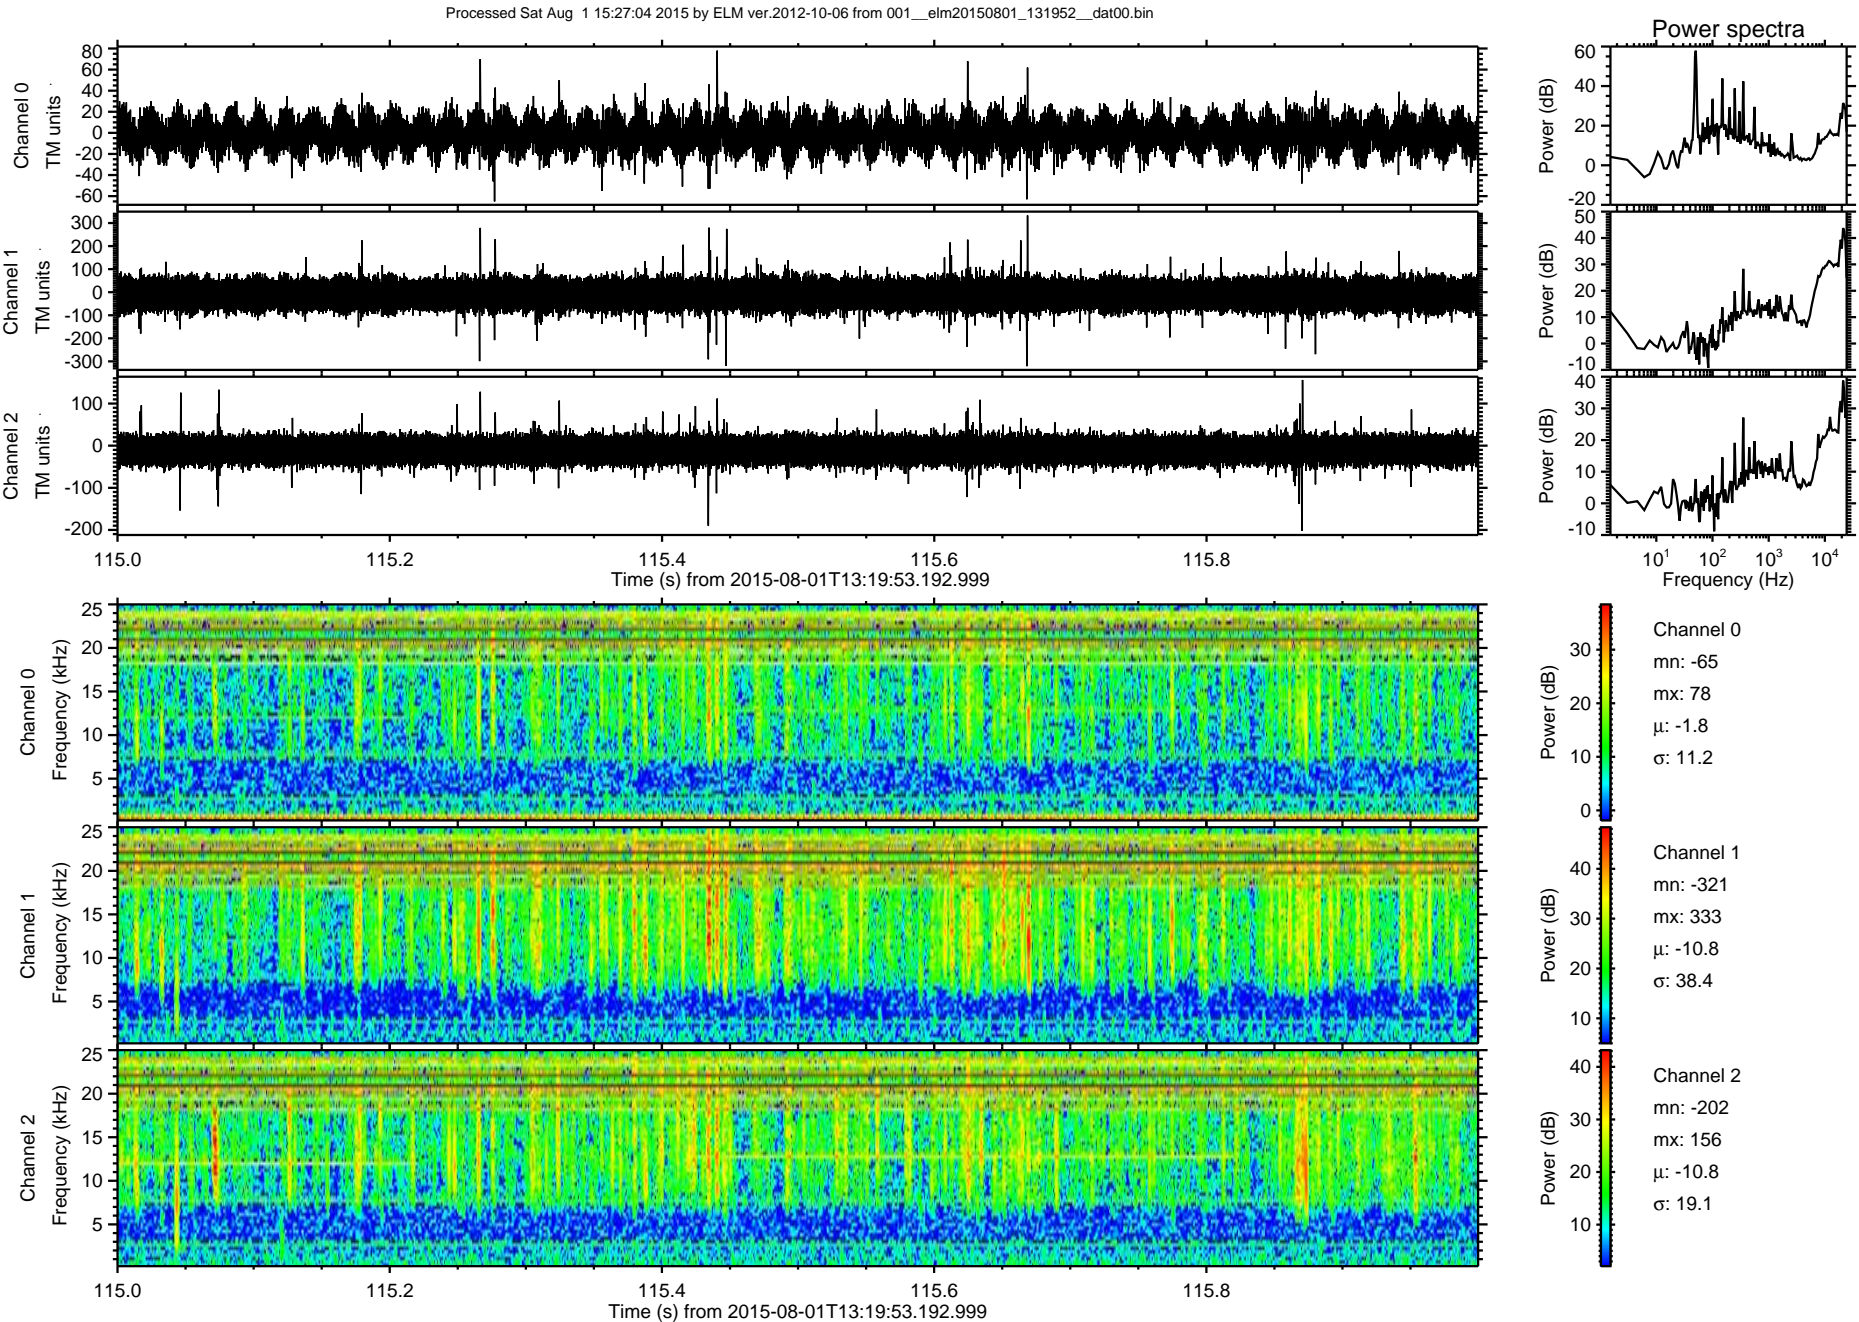 Processed Sat Aug  1 15:27:04 2015 by ELM ver.2012-10-06 from 001__elm20150801_131952__dat00.bin
Power spectra
Channel 0
TM units
80
60
40
20
0
-20
-40
-60
Power (dB)
60
40
20
0
-20
Channel 1
TM units
300
200
100
0
-100
-200
-300
Power (dB)
50
40
30
20
10
0
-10
Channel 2
TM units
100
0
-100
-200
Power (dB)
40
30
20
10
0
-10
115.0 115.2 115.4 115.6 115.8
Time (s) from 2015-08-01T13:19:53.192.999
10¹ 10² 10³ 10⁴
Frequency (Hz)
Channel 0
Frequency (kHz)
25
20
15
10
5
Power (dB)
30
20
10
0
Channel 0
mn: -65
mx: 78
μ: -1.8
σ: 11.2
Channel 1
Frequency (kHz)
25
20
15
10
5
Power (dB)
40
30
20
10
Channel 1
mn: -321
mx: 333
μ: -10.8
σ: 38.4
Channel 2
Frequency (kHz)
25
20
15
10
5
Power (dB)
40
30
20
10
Channel 2
mn: -202
mx: 156
μ: -10.8
σ: 19.1
115.0 115.2 115.4 115.6 115.8
Time (s) from 2015-08-01T13:19:53.192.999